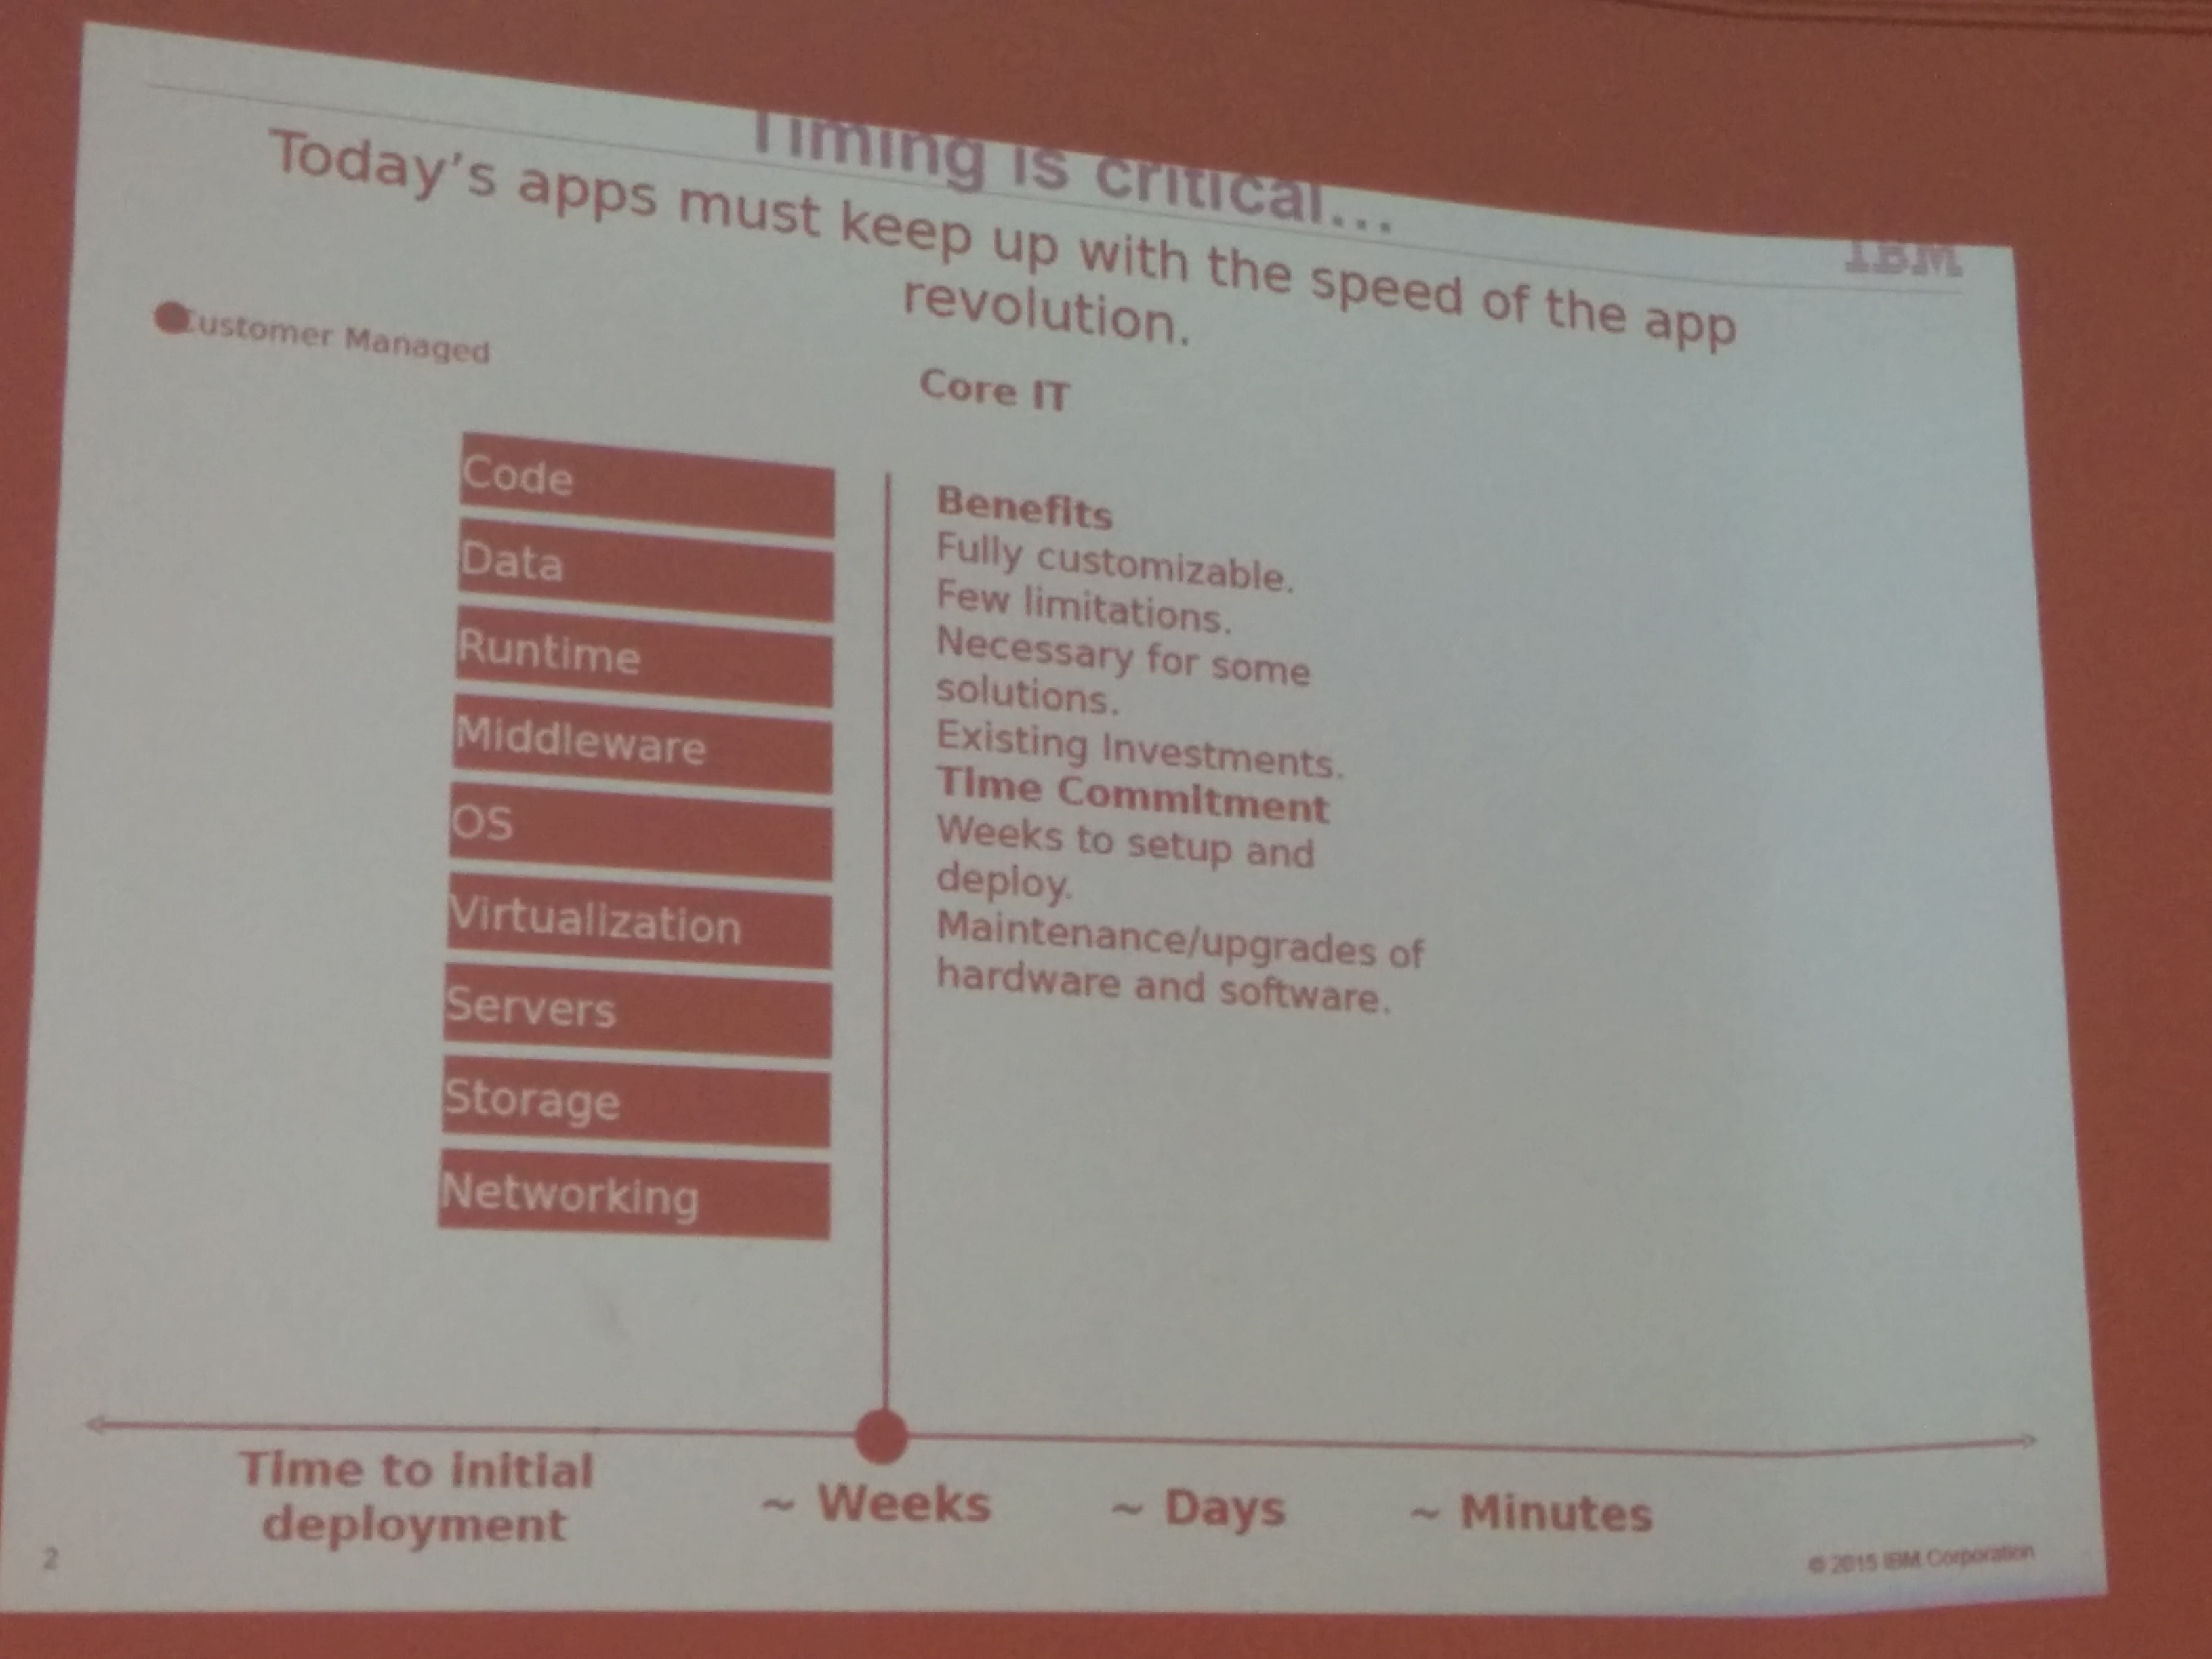 Timing is critical...
IBM
Today's apps must keep up with the speed of the app
revolution.
Customer Managed
Core IT
Code
Data
Runtime
Middleware
OS
Virtualization
Servers
Storage
Networking
Benefits
Fully customizable.
Few limitations.
Necessary for some
solutions.
Existing Investments.
Time Commitment
Weeks to setup and
deploy.
Maintenance/upgrades of
hardware and software.
Time to initial
deployment
~ Weeks
~ Days
~ Minutes
2
© 2015 IBM Corporation